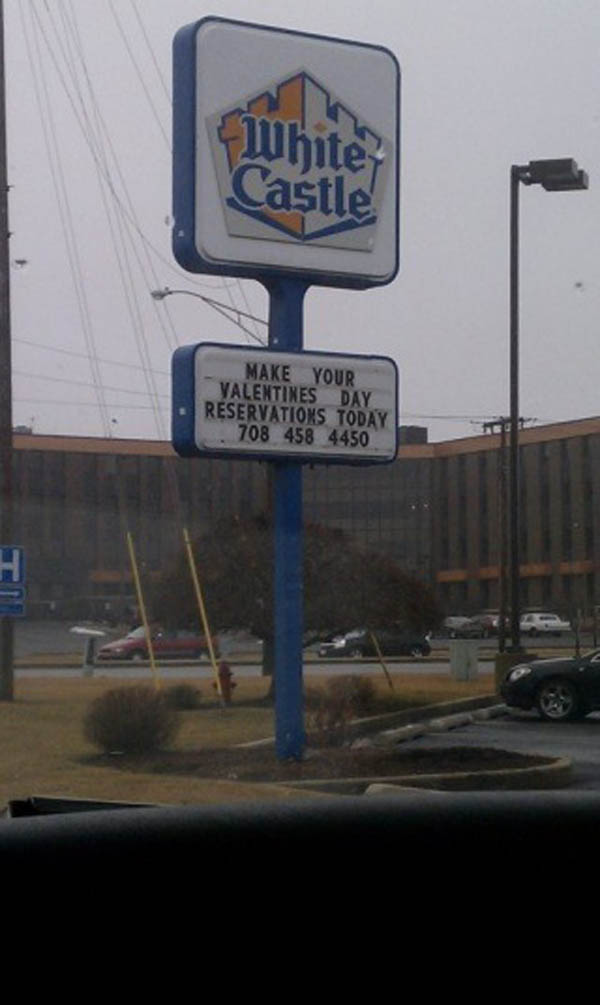 White
Castle
MAKE YOUR
VALENTINES DAY
RESERVATIONS TODAY
708 458 4450
H